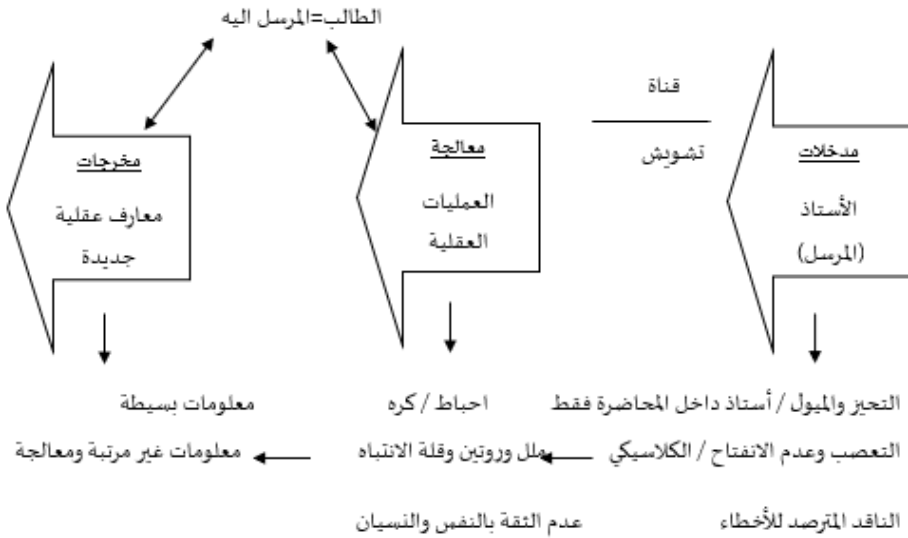 الطالب=المرسل اليه
قناة
تشويش
مدخلات
الأستاذ
(المرسل)
معالجة
العمليات
العقلية
مخرجات
معارف عقلية
جديدة
التحيز والميول / أستاذ داخل المحاضرة فقط
احباط / كره
معلومات بسيطة
التعصب وعدم الانفتاح / الكلاسيكي
ملل وروتين وقلة الانتباه
معلومات غير مرتبة ومعالجة
الناقد المترصد للأخطاء
عدم الثقة بالنفس والنسيان